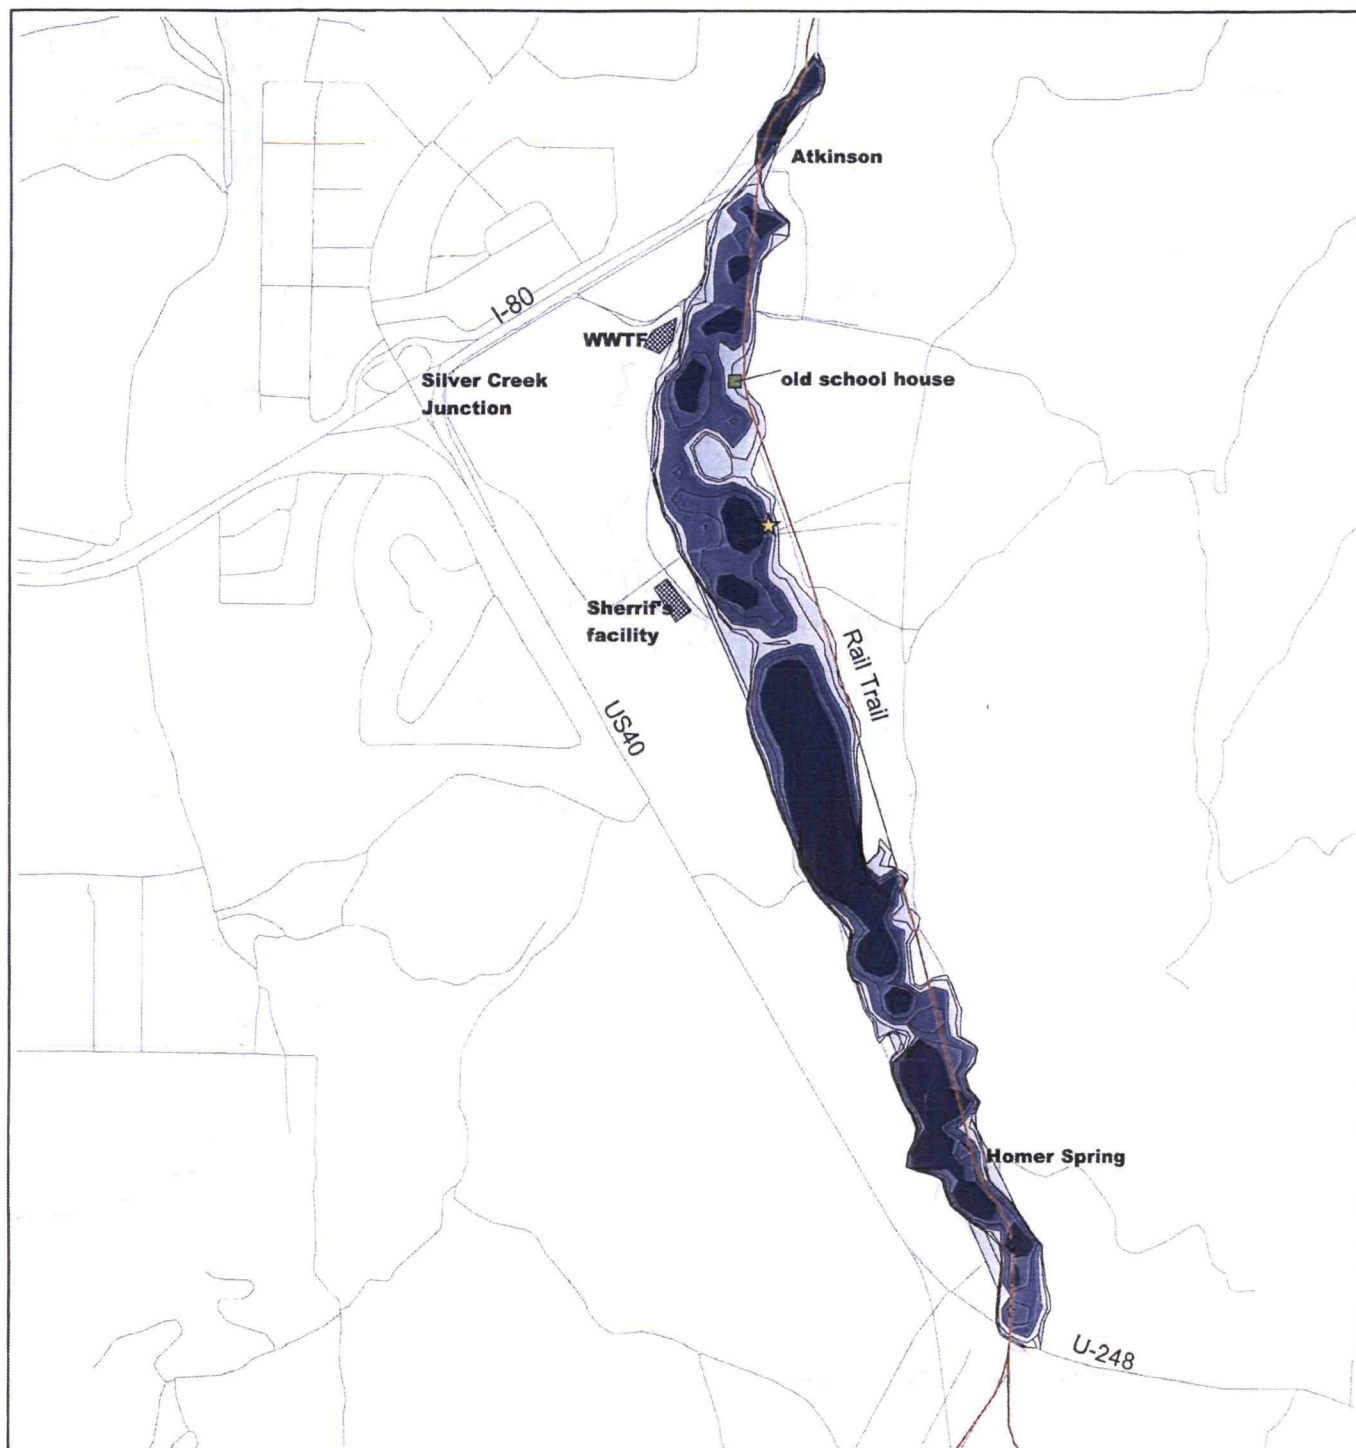 Atkinson
I-80
WWTF
Silver Creek
Junction
old school house
Sherrif's
facility
Rail Trail
US40
Homer Spring
U-248